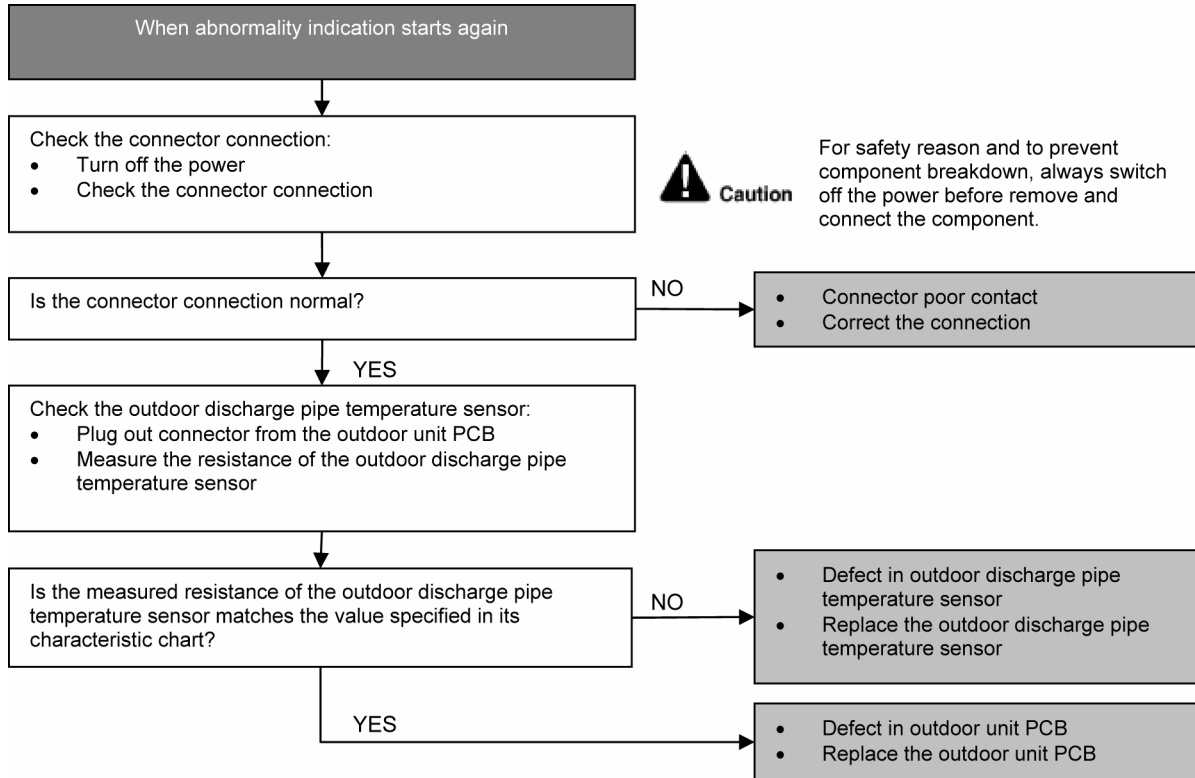 When abnormality indication starts again
Check the connector connection:
• Turn off the power
• Check the connector connection
Caution
For safety reason and to prevent
component breakdown, always switch
off the power before remove and
connect the component.
Is the connector connection normal?
NO
• Connector poor contact
• Correct the connection
YES
Check the outdoor discharge pipe temperature sensor:
• Plug out connector from the outdoor unit PCB
• Measure the resistance of the outdoor discharge pipe
temperature sensor
Is the measured resistance of the outdoor discharge pipe
temperature sensor matches the value specified in its
characteristic chart?
NO
• Defect in outdoor discharge pipe
temperature sensor
• Replace the outdoor discharge pipe
temperature sensor
YES
• Defect in outdoor unit PCB
• Replace the outdoor unit PCB